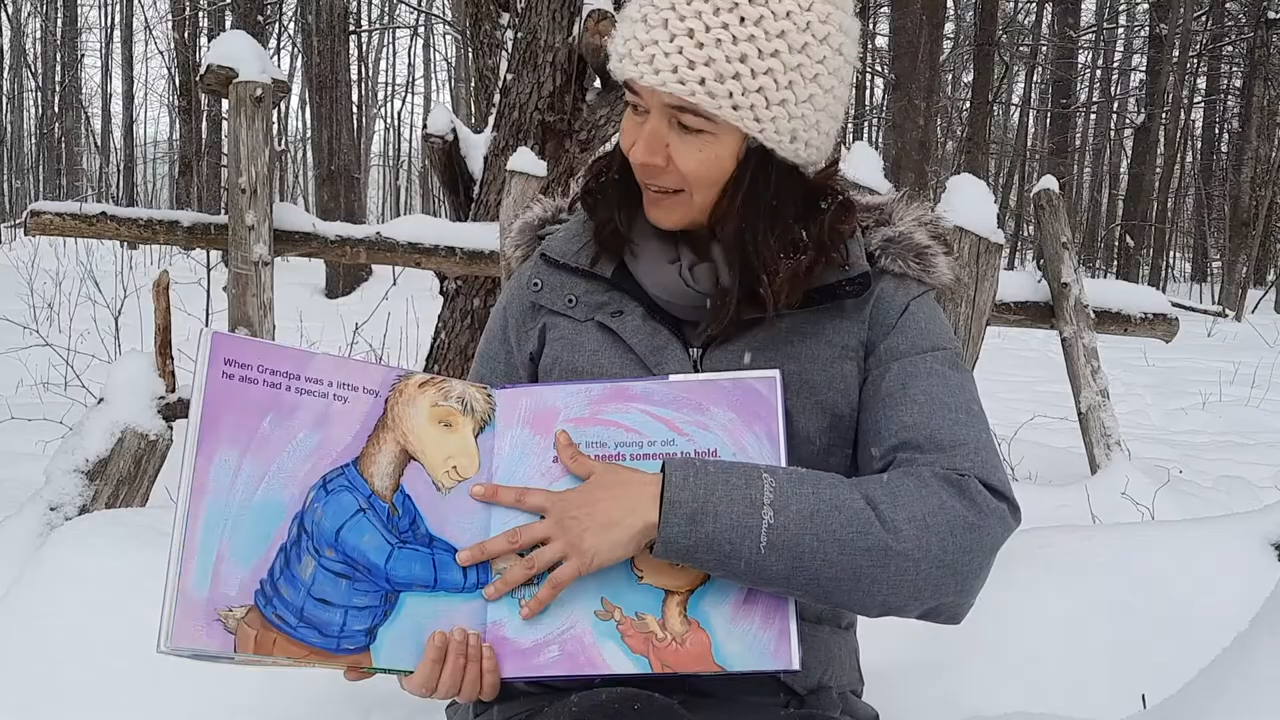 When Grandpa was a little boy,
he also had a special toy.
little, young or old,
needs someone to hold.
Eddie Bauer